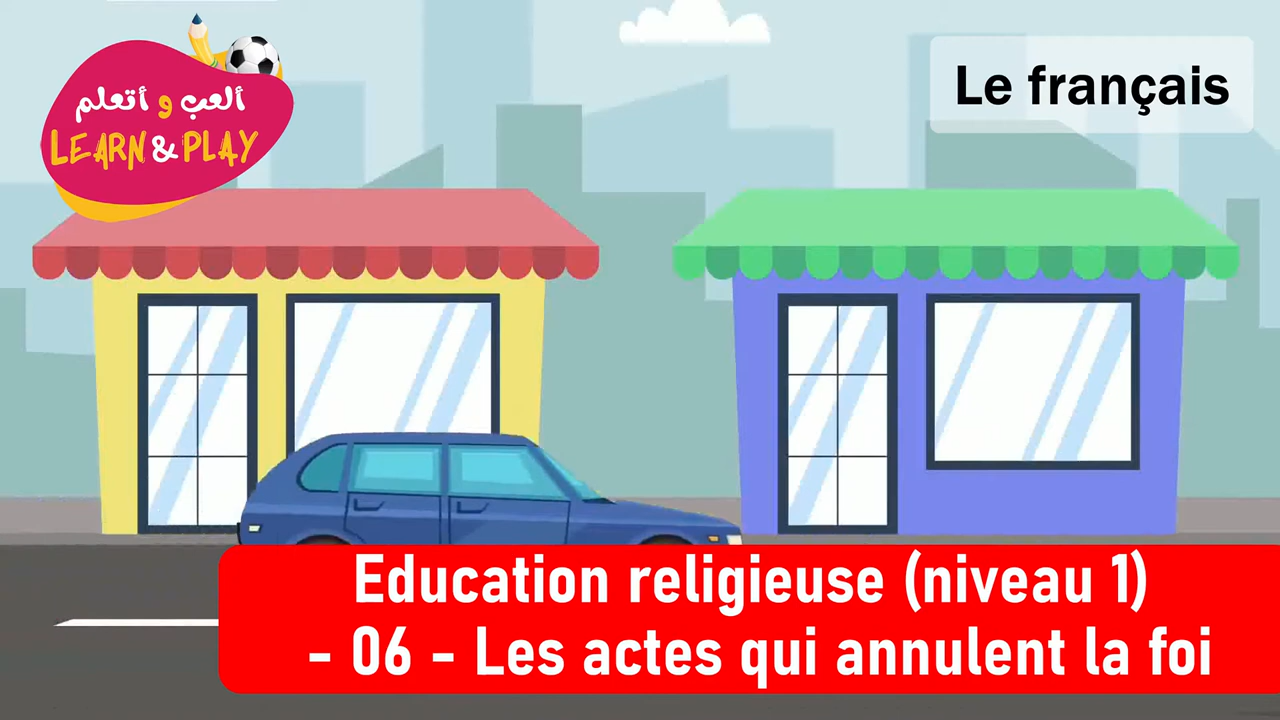 ألعب و أتعلم
LEARN & PLAY
Le français
Education religieuse (niveau 1)
- 06 - Les actes qui annulent la foi